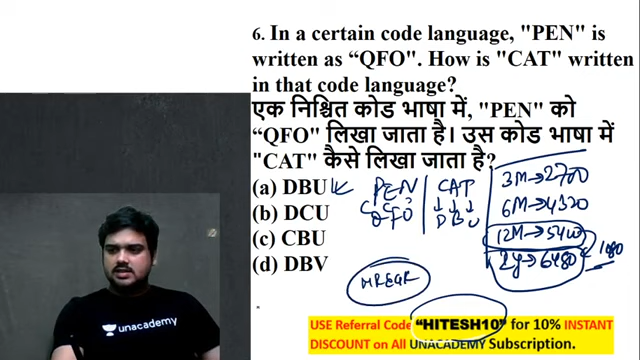 6. In a certain code language, "PEN" is
written as “QFO". How is "CAT" written
in that code language?
एक निश्चित कोड भाषा में, "PEN" को
“QFO" लिखा जाता है। उस कोड भाषा में
"CAT" कैसे लिखा जाता है?
(a) DBU
(b) DCU
(c) CBU
(d) DBV
PEN
QFO
CAT
DBU
3M→2700
6M→4320
12M→5400
2y→6480
1080
unacademy
USE Referral Code “HITESH10” for 10% INSTANT
DISCOUNT on All UNACADEMY Subscription.